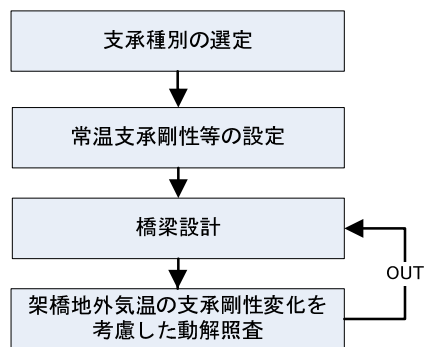 支承種別の選定
常温支承剛性等の設定
橋梁設計
OUT
架橋地外気温の支承剛性変化を
考慮した動解照査